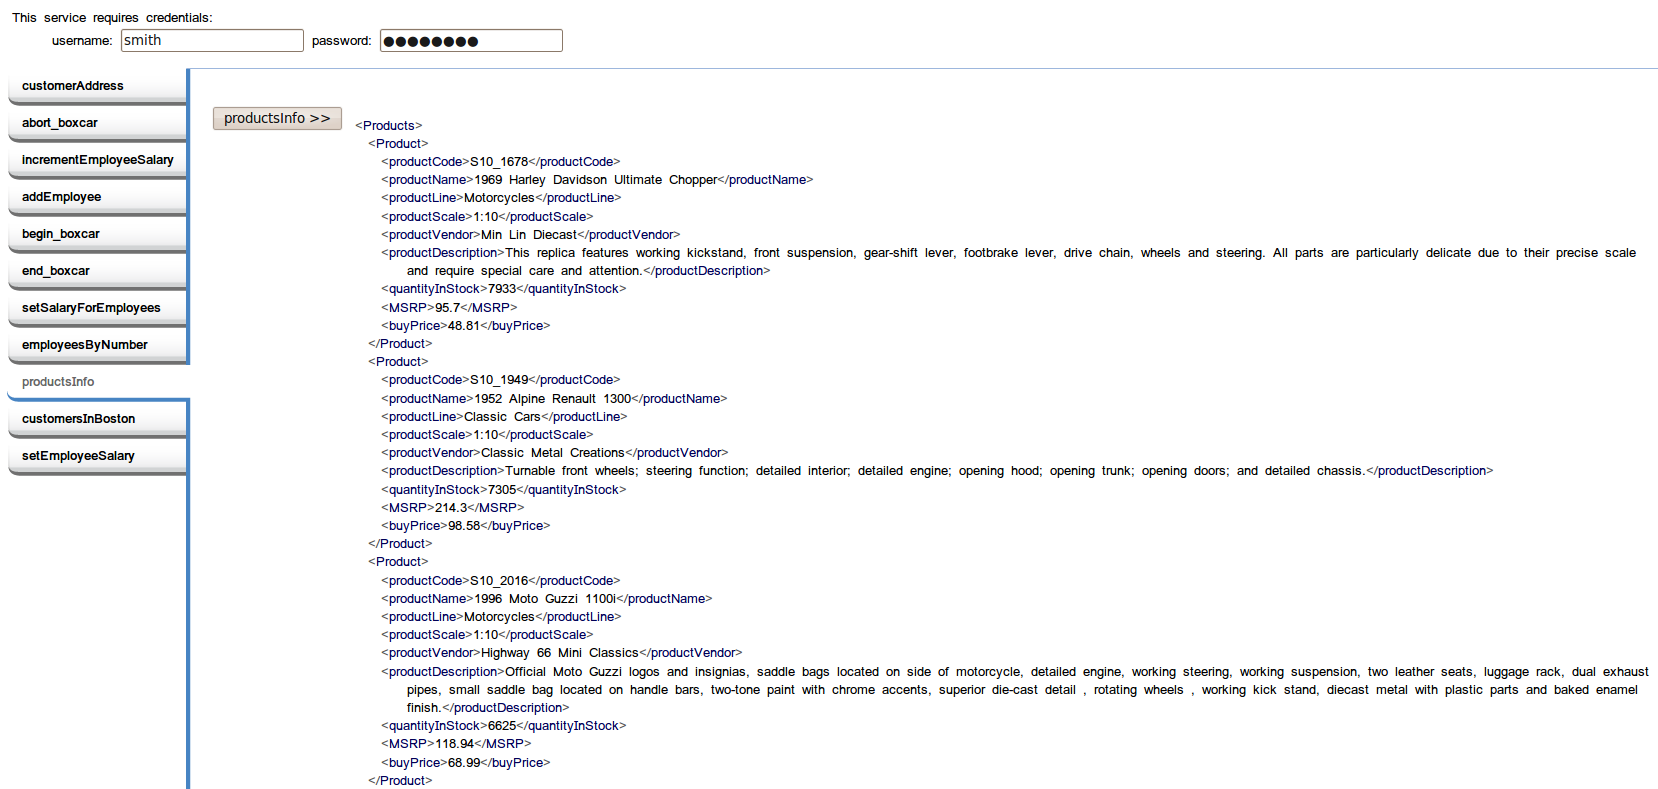 This service requires credentials:
username: smith password: ●●●●●●●●
customerAddress
abort_boxcar
incrementEmployeeSalary
addEmployee
begin_boxcar
end_boxcar
setSalaryForEmployees
employeesByNumber
productsInfo
customersInBoston
setEmployeeSalary
productsInfo >>
<Products>
<Product>
<productCode>S10_1678</productCode>
<productName>1969 Harley Davidson Ultimate Chopper</productName>
<productLine>Motorcycles</productLine>
<productScale>1:10</productScale>
<productVendor>Min Lin Diecast</productVendor>
<productDescription>This replica features working kickstand, front suspension, gear-shift lever, footbrake lever, drive chain, wheels and steering. All parts are particularly delicate due to their precise scale
and require special care and attention.</productDescription>
<quantityInStock>7933</quantityInStock>
<MSRP>95.7</MSRP>
<buyPrice>48.81</buyPrice>
</Product>
<Product>
<productCode>S10_1949</productCode>
<productName>1952 Alpine Renault 1300</productName>
<productLine>Classic Cars</productLine>
<productScale>1:10</productScale>
<productVendor>Classic Metal Creations</productVendor>
<productDescription>Turnable front wheels; steering function; detailed interior; detailed engine; opening hood; opening trunk; opening doors; and detailed chassis.</productDescription>
<quantityInStock>7305</quantityInStock>
<MSRP>214.3</MSRP>
<buyPrice>98.58</buyPrice>
</Product>
<Product>
<productCode>S10_2016</productCode>
<productName>1996 Moto Guzzi 1100i</productName>
<productLine>Motorcycles</productLine>
<productScale>1:10</productScale>
<productVendor>Highway 66 Mini Classics</productVendor>
<productDescription>Official Moto Guzzi logos and insignias, saddle bags located on side of motorcycle, detailed engine, working steering, working suspension, two leather seats, luggage rack, dual exhaust
pipes, small saddle bag located on handle bars, two-tone paint with chrome accents, superior die-cast detail , rotating wheels , working kick stand, diecast metal with plastic parts and baked enamel
finish.</productDescription>
<quantityInStock>6625</quantityInStock>
<MSRP>118.94</MSRP>
<buyPrice>68.99</buyPrice>
</Product>